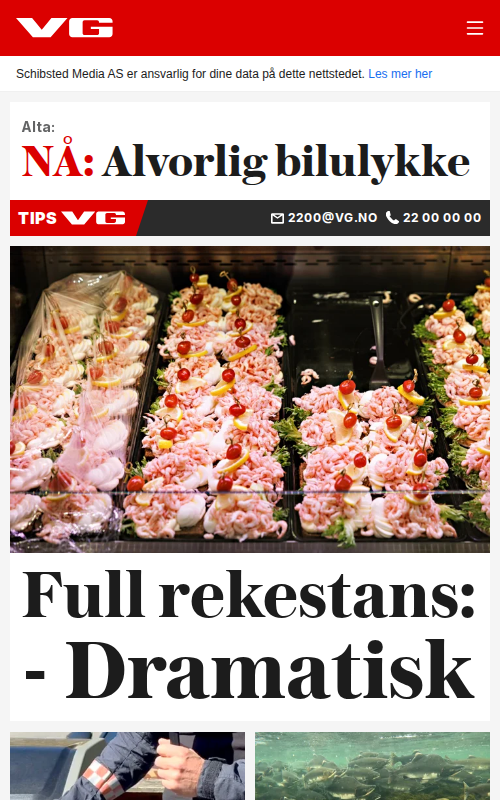 VG
Schibsted Media AS er ansvarlig for dine data på dette nettstedet. Les mer her
Alta:
NÅ: Alvorlig bilulykke
TIPS VG 2200@VG.NO 22 00 00 00
Full rekestans:
- Dramatisk